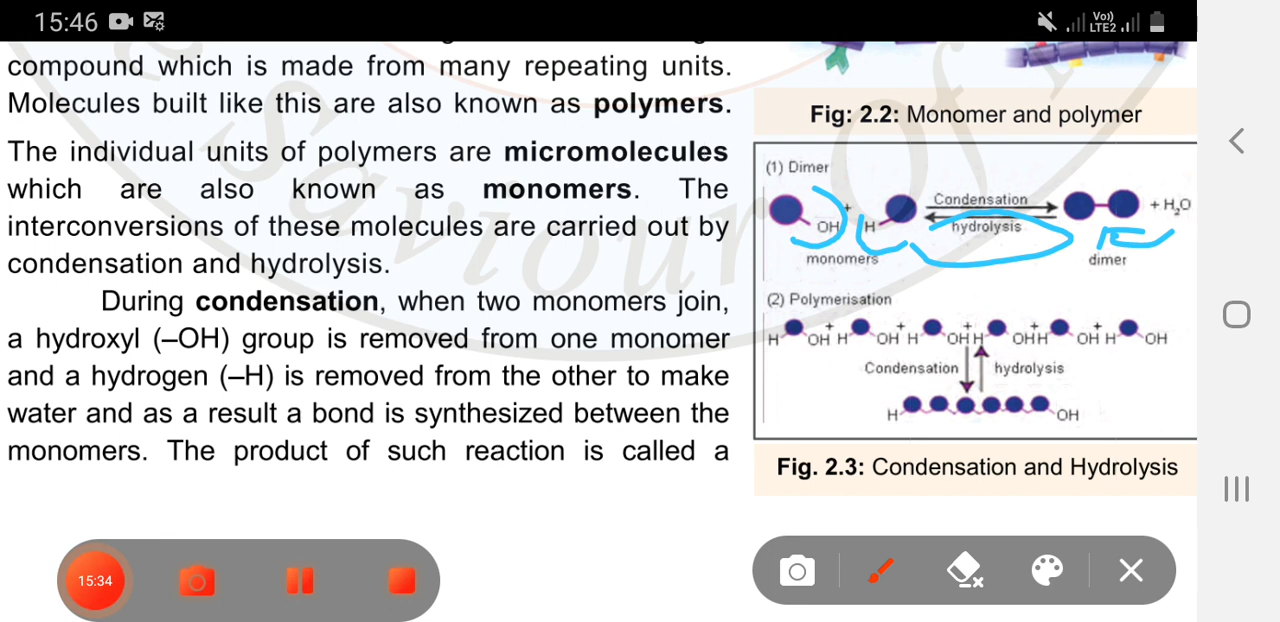 15:46
Vo))
LTE2
compound which is made from many repeating units.
Molecules built like this are also known as polymers.
The individual units of polymers are micromolecules
which are also known as monomers. The
interconversions of these molecules are carried out by
condensation and hydrolysis.
During condensation, when two monomers join,
a hydroxyl (–OH) group is removed from one monomer
and a hydrogen (–H) is removed from the other to make
water and as a result a bond is synthesized between the
monomers. The product of such reaction is called a
Fig: 2.2: Monomer and polymer
(1) Dimer
OH + H Condensation + H₂O
hydrolysis
monomers dimer
(2) Polymerisation
H + OH H + OH H + OH H + OH H + OH H OH
Condensation hydrolysis
H OH
Fig. 2.3: Condensation and Hydrolysis
Saviour Of
15:34